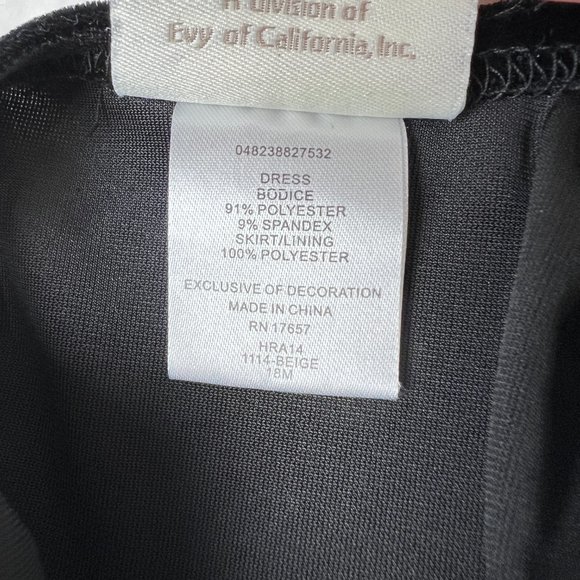 A division of
Evy of California, Inc.
048238827532
DRESS
BODICE
91% POLYESTER
9% SPANDEX
SKIRT/LINING
100% POLYESTER
EXCLUSIVE OF DECORATION
MADE IN CHINA
RN 17657
HRA14
1114-BEIGE
18M